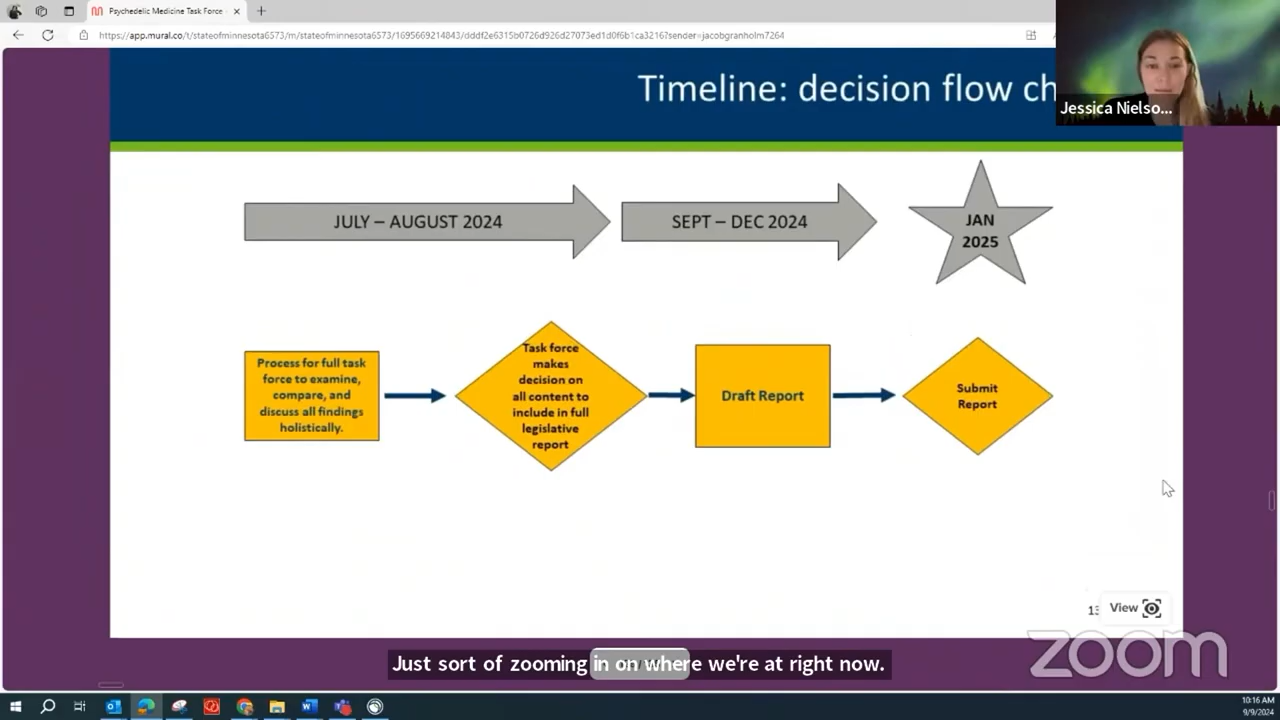 Psychedelic Medicine Task Force
https://app.mural.co/t/stateofminnesota6573/m/stateofminnesota6573/1695669214843/dddf2e6315b0726d926d27073ed1d0f6b1ca3216?sender=jacobgranholm7264
Timeline: decision flow ch
Jessica Nielso...
JULY – AUGUST 2024
SEPT – DEC 2024
JAN
2025
Process for full task
force to examine,
compare, and
discuss all findings
holistically.
Task force
makes
decision on
all content to
include in full
legislative
report
Draft Report
Submit
Report
13
View
zoom
Just sort of zooming in on where we're at right now.
10:16 AM
9/9/2024